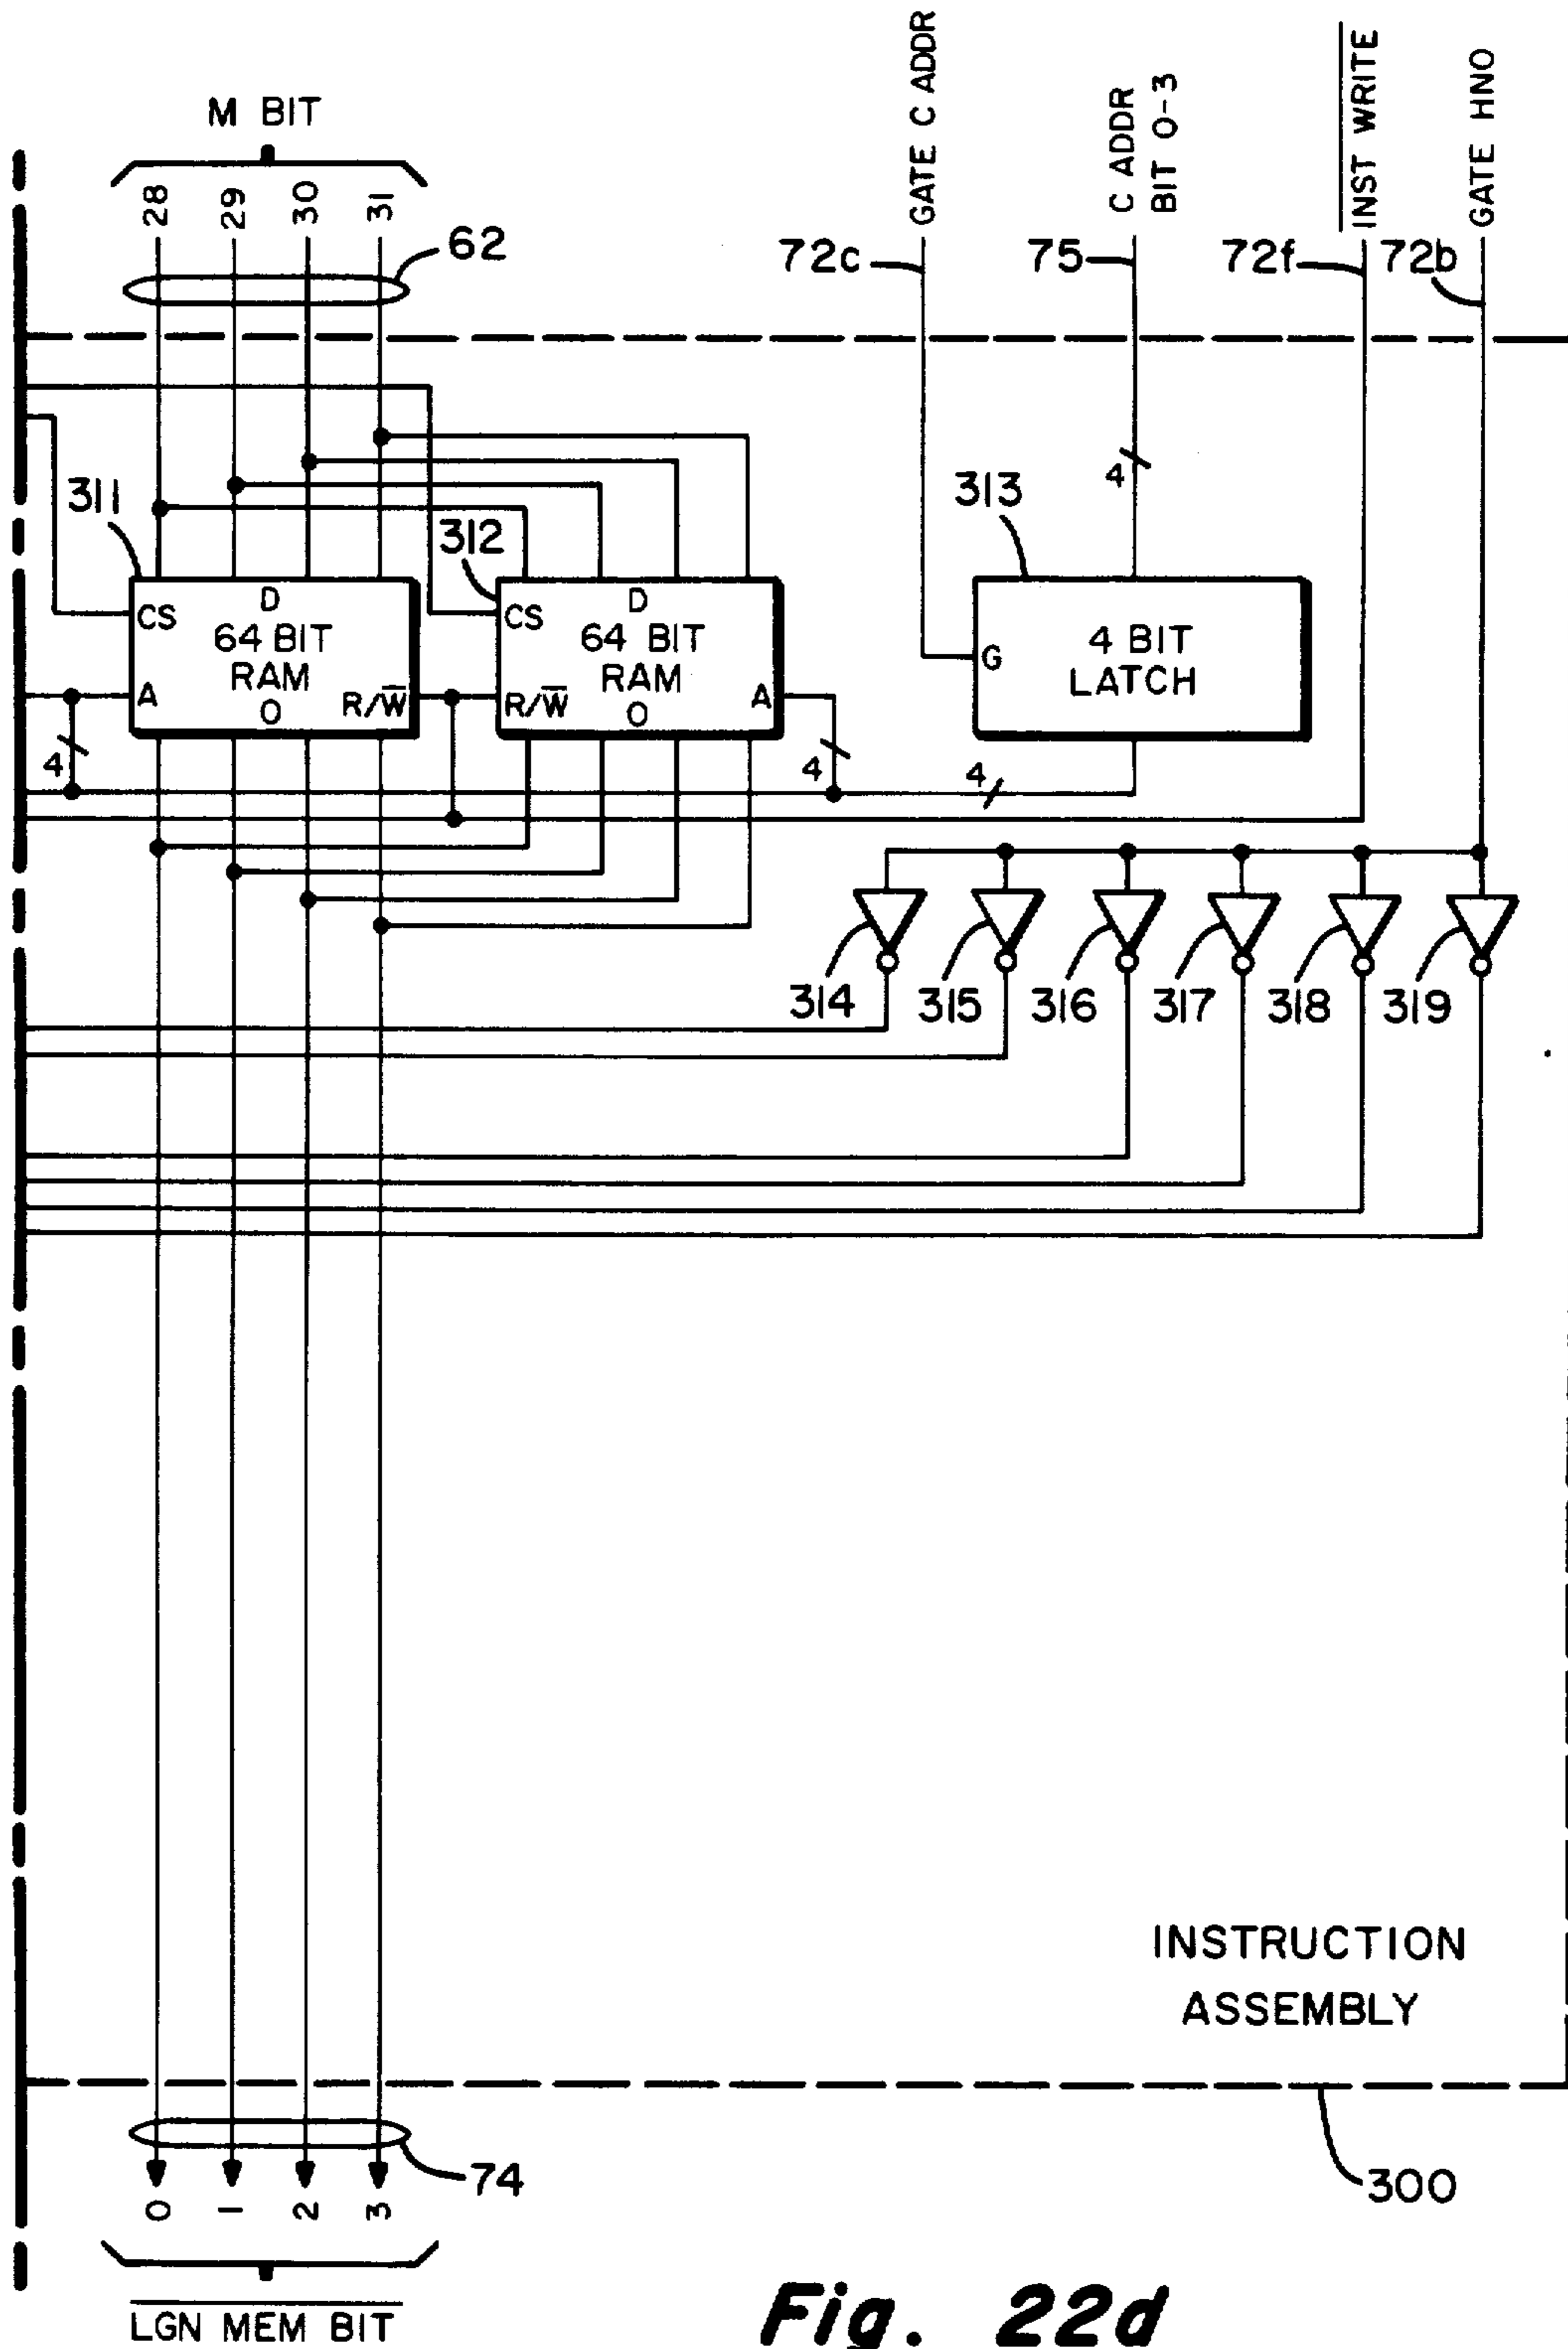 M BIT
28
29
30
31
62
GATE C ADDR
C ADDR
BIT 0-3
INST WRITE
GATE HNO
72c
75
72f
72b
311
312
313
4
CS
D
64 BIT
RAM
O
A
R/W
CS
D
64 BIT
RAM
O
R/W
A
G
4 BIT
LATCH
4
4
4
314
315
316
317
318
319
INSTRUCTION
ASSEMBLY
300
74
0
1
2
3
LGN MEM BIT
Fig. 22d